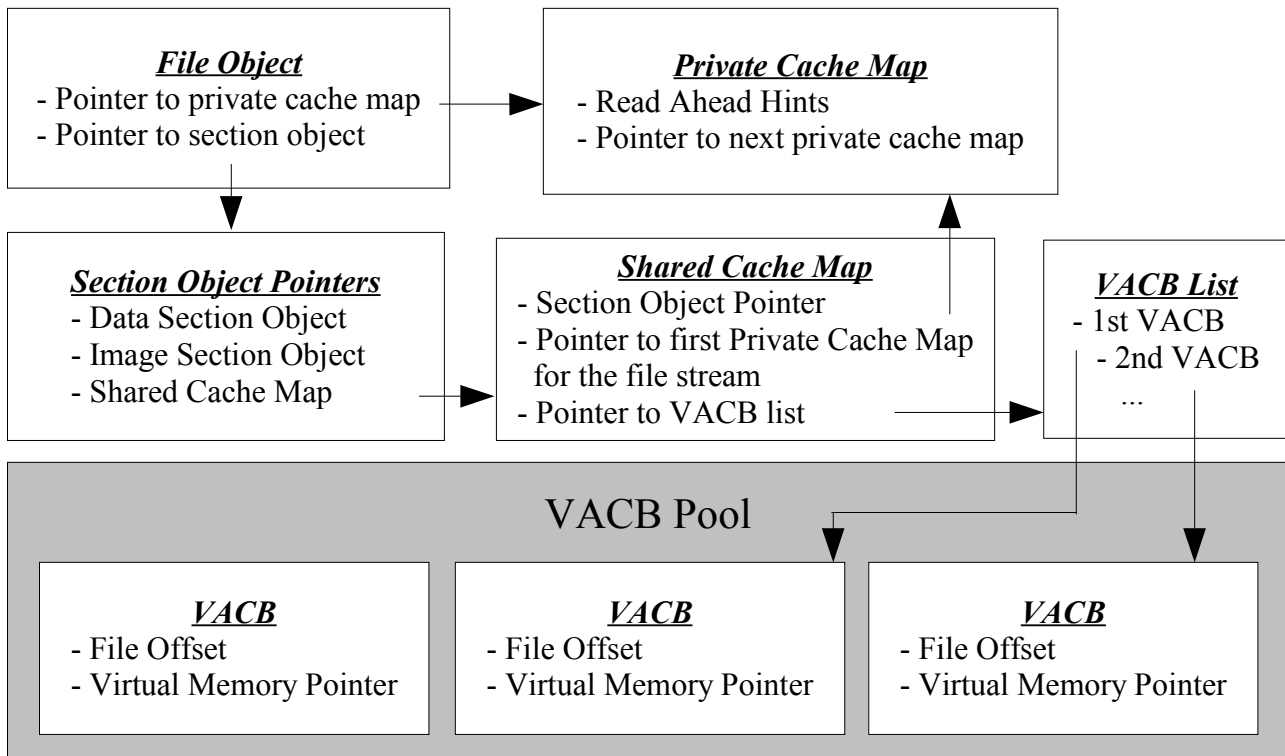 File Object
- Pointer to private cache map
- Pointer to section object
Private Cache Map
- Read Ahead Hints
- Pointer to next private cache map
Section Object Pointers
- Data Section Object
- Image Section Object
- Shared Cache Map
Shared Cache Map
- Section Object Pointer
- Pointer to first Private Cache Map
for the file stream
- Pointer to VACB list
VACB List
- 1st VACB
- 2nd VACB
...
VACB Pool
VACB
- File Offset
- Virtual Memory Pointer
VACB
- File Offset
- Virtual Memory Pointer
VACB
- File Offset
- Virtual Memory Pointer